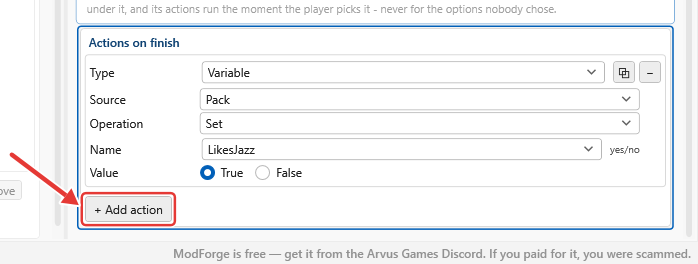 under it, and its actions run the moment the player picks it - never for the options nobody chose.
Actions on finish
Type Variable –
Source Pack
Operation Set
Name LikesJazz yes/no
Value True False
+ Add action
ModForge is free — get it from the Arvus Games Discord. If you paid for it, you were scammed.